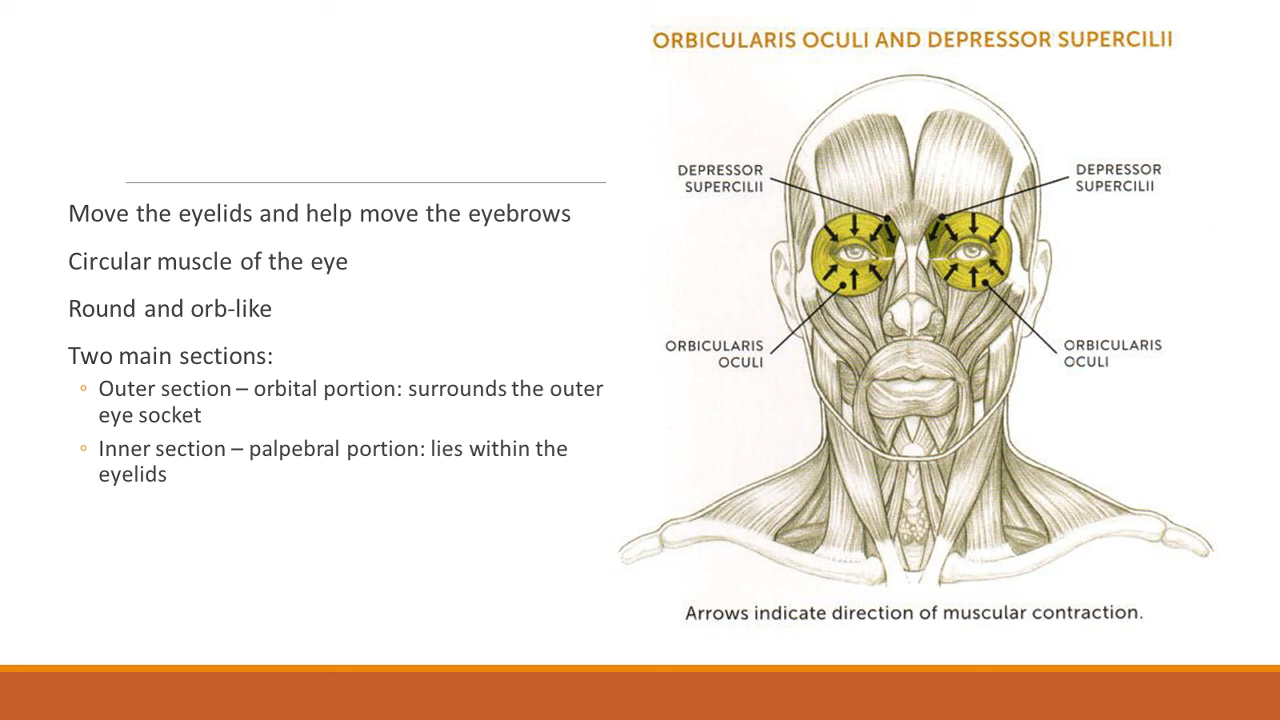 ORBICULARIS OCULI AND DEPRESSOR SUPERCILII
Move the eyelids and help move the eyebrows
Circular muscle of the eye
Round and orb-like
Two main sections:
◦ Outer section – orbital portion: surrounds the outer
eye socket
◦ Inner section – palpebral portion: lies within the
eyelids
DEPRESSOR
SUPERCILII
DEPRESSOR
SUPERCILII
ORBICULARIS
OCULI
ORBICULARIS
OCULI
Arrows indicate direction of muscular contraction.